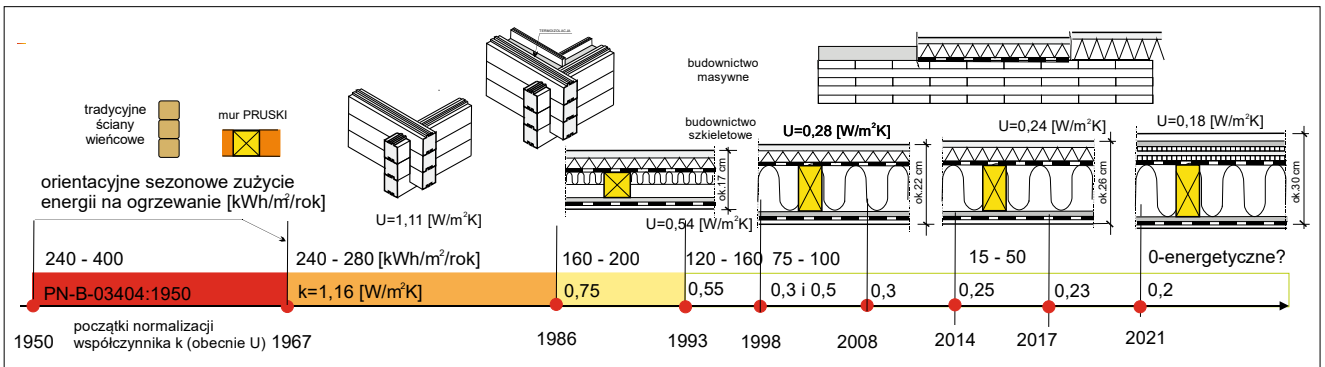 TERMOIZOLACJA
budownictwo
masywne
tradycyjne
ściany
wieńcowe
mur PRUSKI
budownictwo
szkieletowe
U=0,28 [W/m²K]
U=0,24 [W/m²K]
U=0,18 [W/m²K]
ok.17 cm
ok.22 cm
ok.26 cm
ok.30 cm
orientacyjne sezonowe zużycie
energii na ogrzewanie [kWh/m²/rok]
U=1,11 [W/m²K]
U=0,54 [W/m²K]
240 - 400
240 - 280 [kWh/m²/rok]
160 - 200
120 - 160
75 - 100
15 - 50
0-energetyczne?
PN-B-03404:1950
k=1,16 [W/m²K]
0,75
0,55
0,3 i 0,5
0,3
0,25
0,23
0,2
początki normalizacji
współczynnika k (obecnie U)
1950
1967
1986
1993
1998
2008
2014
2017
2021